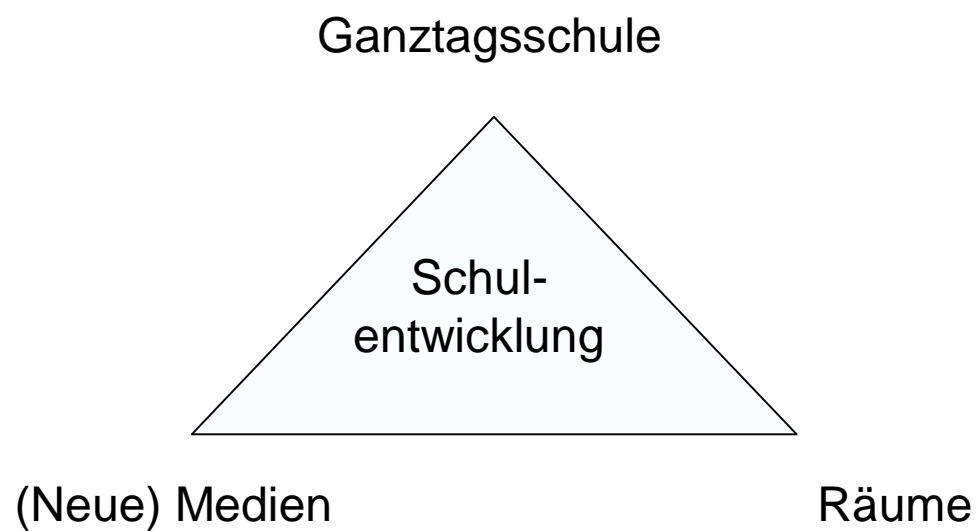 Ganztagsschule
Schul-
entwicklung
(Neue) Medien
Räume